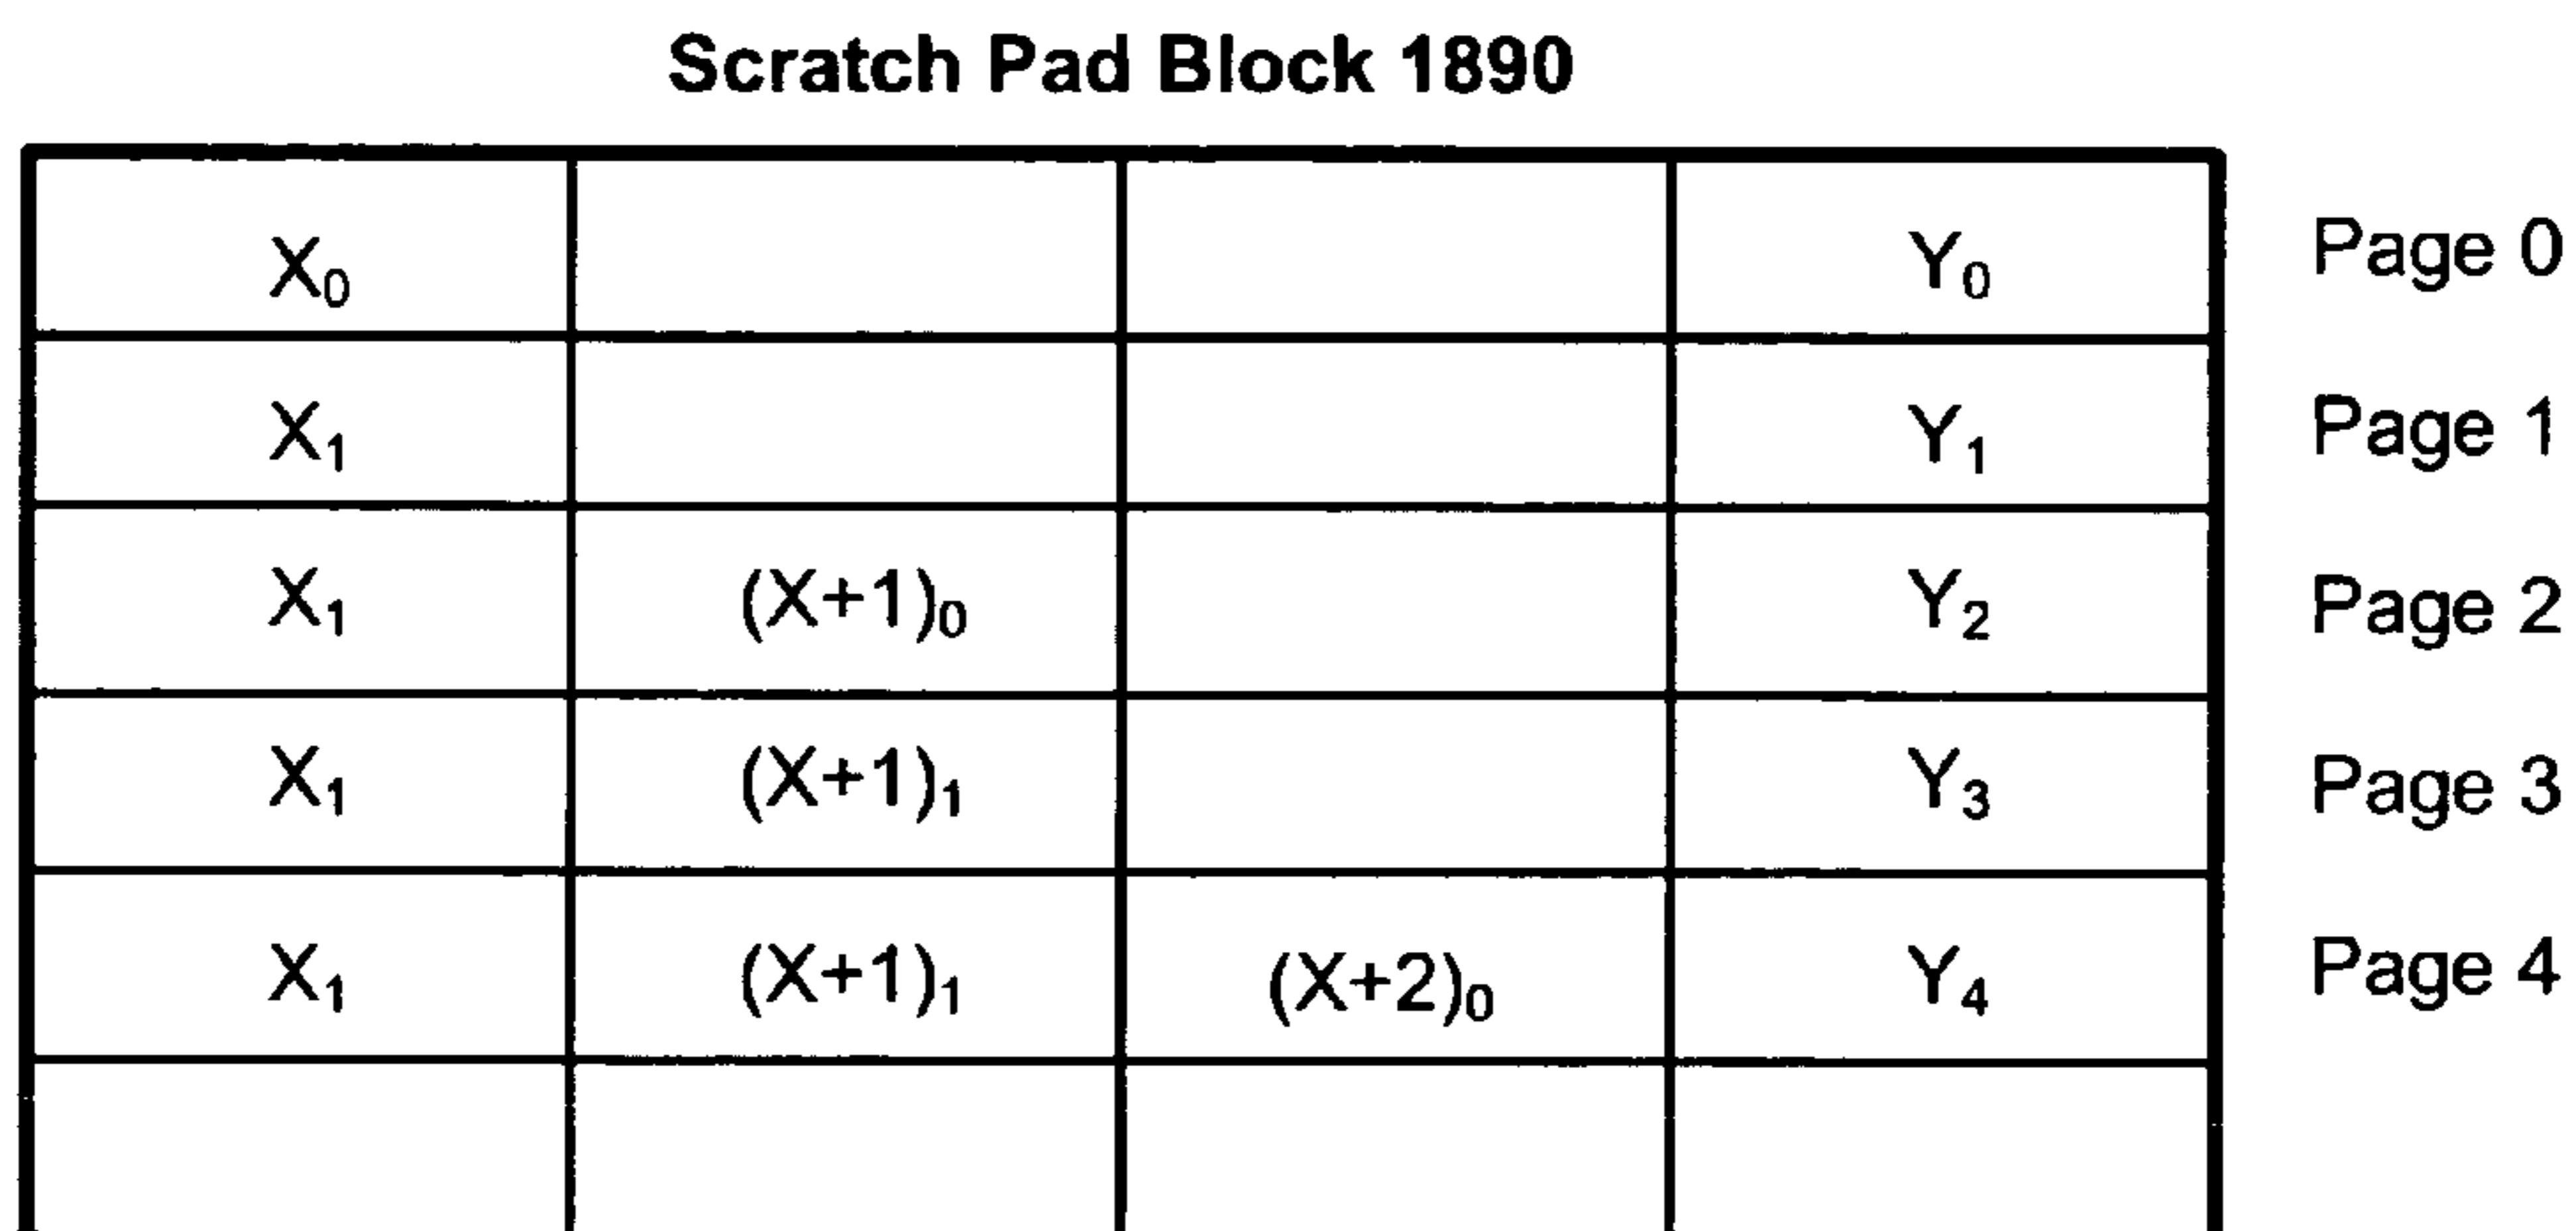 Scratch Pad Block 1890
X₀ Y₀ Page 0
X₁ Y₁ Page 1
X₁ (X+1)₀ Y₂ Page 2
X₁ (X+1)₁ Y₃ Page 3
X₁ (X+1)₁ (X+2)₀ Y₄ Page 4